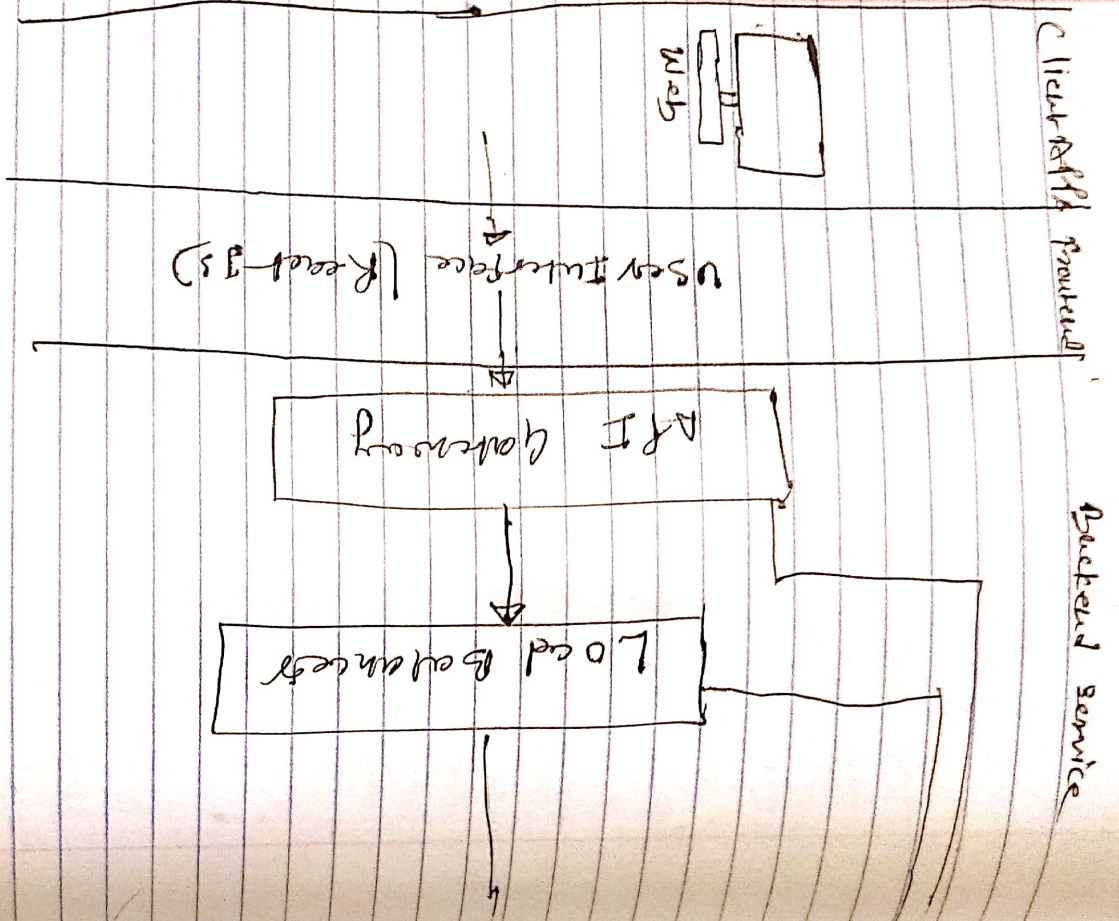 Client APPs
Web
Frontend
User Interface (React-Js)
Backend Service
API Gateway
Load Balancer